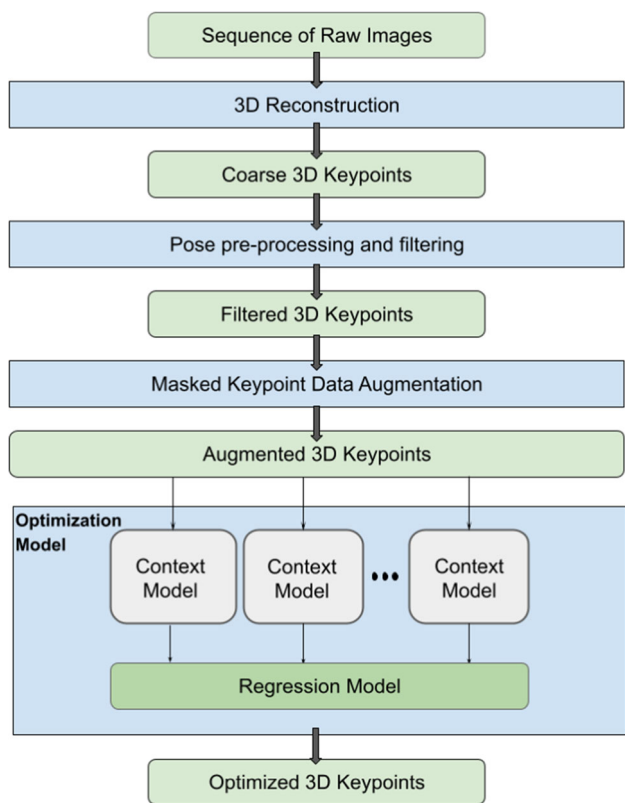 Sequence of Raw Images
3D Reconstruction
Coarse 3D Keypoints
Pose pre-processing and filtering
Filtered 3D Keypoints
Masked Keypoint Data Augmentation
Augmented 3D Keypoints
Optimization
Model
Context
Model
Context
Model
Context
Model
Regression Model
Optimized 3D Keypoints